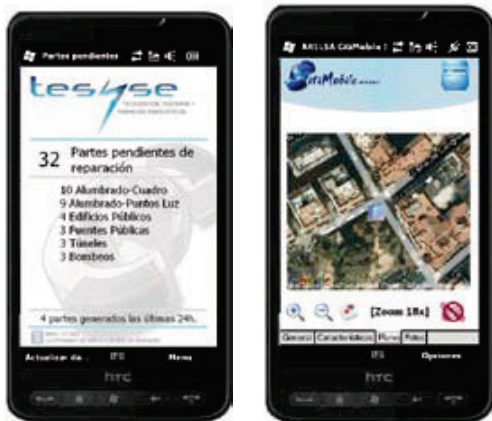 Partes pendientes
tesyse
32 Partes pendientes de
reparación
10 Alumbrado-Cuadro
9 Alumbrado-Puntos Luz
4 Edificios Públicos
3 Fuentes Públicas
3 Túneles
3 Bombeos
4 partes generados las últimas 24h.
Actualizar da... Menu
hTC
GitsMobile
[Zoom 18x]
General Características Plano Fotos
Opciones
hTC